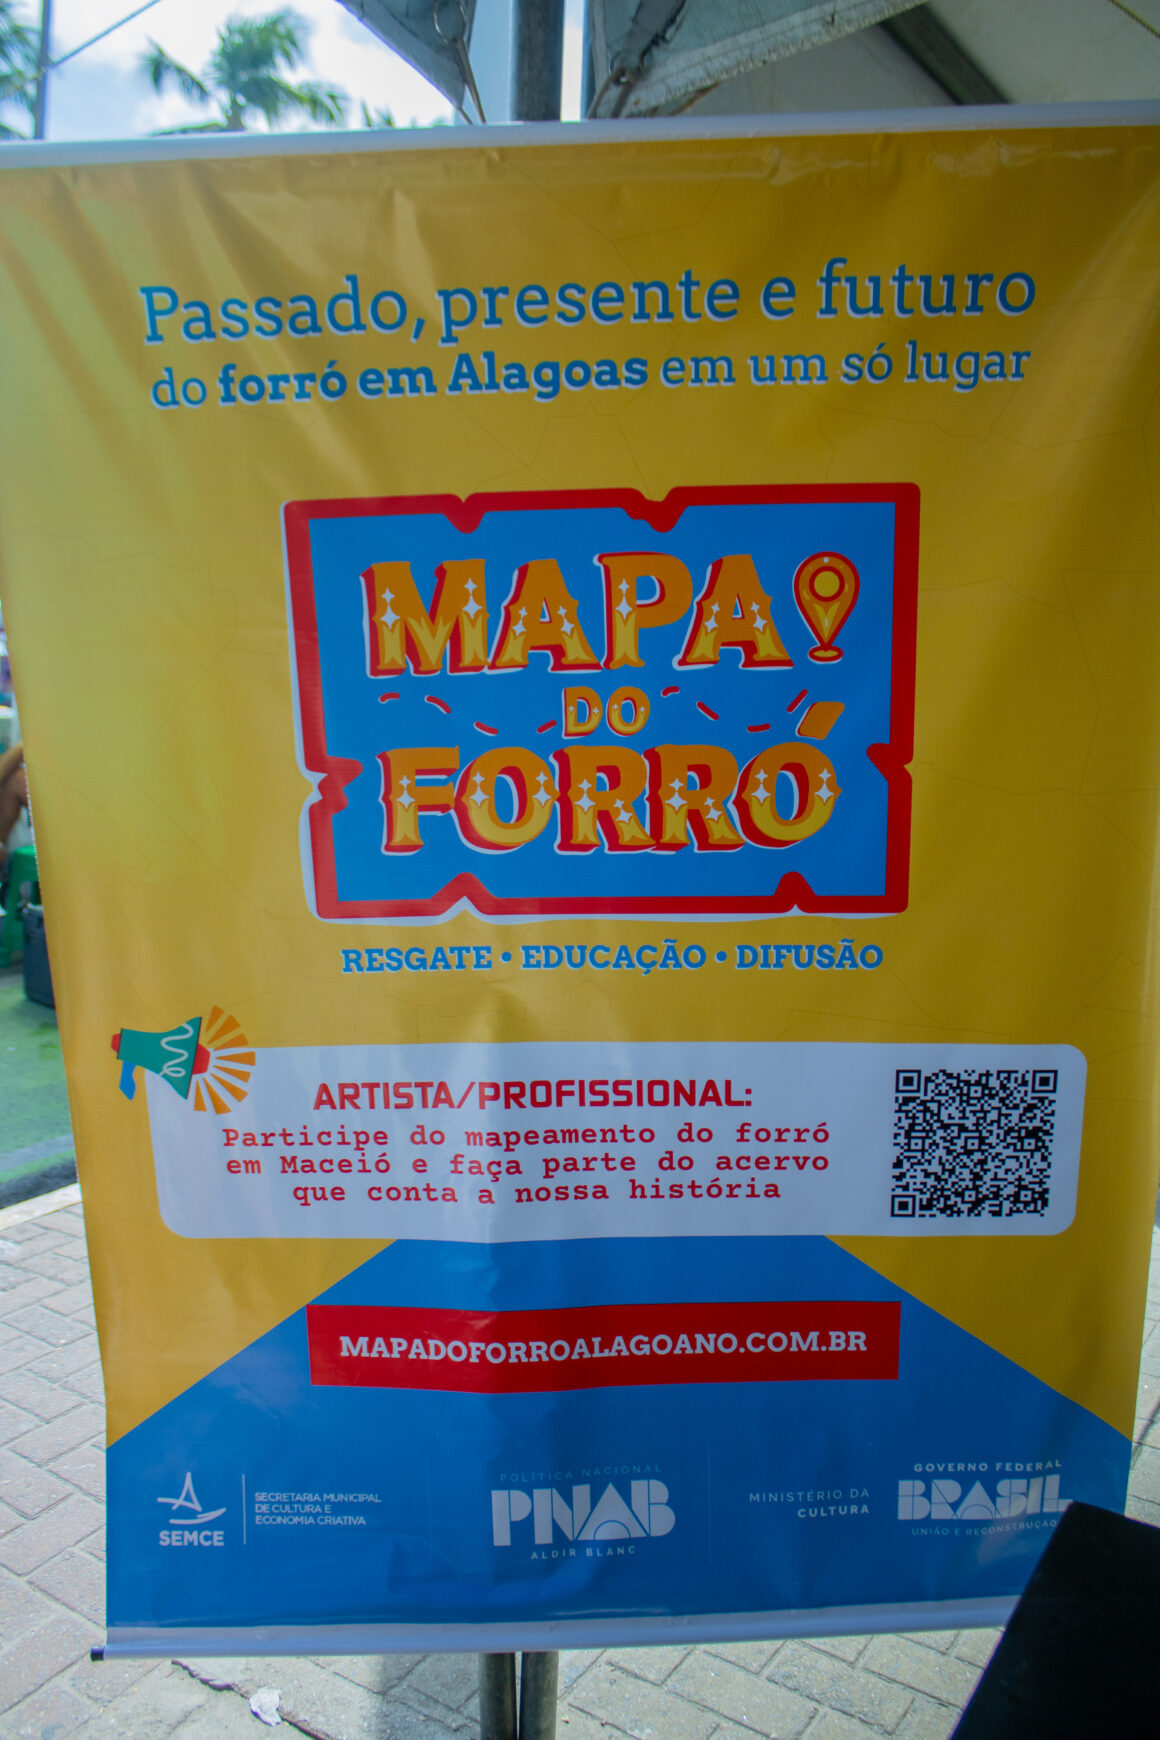 Passado, presente e futuro
do forró em Alagoas em um só lugar
MAPA
DO
FORRÓ
RESGATE • EDUCAÇÃO • DIFUSÃO
ARTISTA/PROFISSIONAL:
Participe do mapeamento do forró
em Maceió e faça parte do acervo
que conta a nossa história
MAPADOFORROALAGOANO.COM.BR
SEMCE
SECRETARIA MUNICIPAL
DE CULTURA E
ECONOMIA CRIATIVA
POLÍTICA NACIONAL
PNAB
ALDIR BLANC
MINISTÉRIO DA
CULTURA
GOVERNO FEDERAL
BRASIL
UNIÃO E RECONSTRUÇÃO